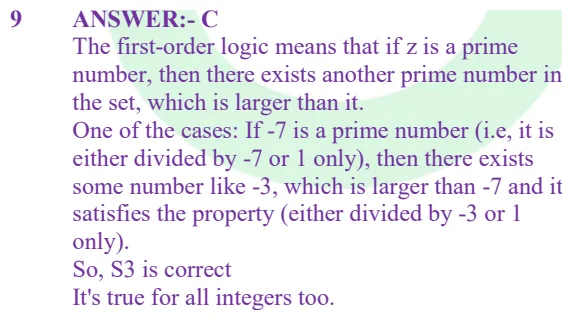 9 ANSWER:- C
The first-order logic means that if z is a prime
number, then there exists another prime number in
the set, which is larger than it.
One of the cases: If -7 is a prime number (i.e, it is
either divided by -7 or 1 only), then there exists
some number like -3, which is larger than -7 and it
satisfies the property (either divided by -3 or 1
only).
So, S3 is correct
It's true for all integers too.